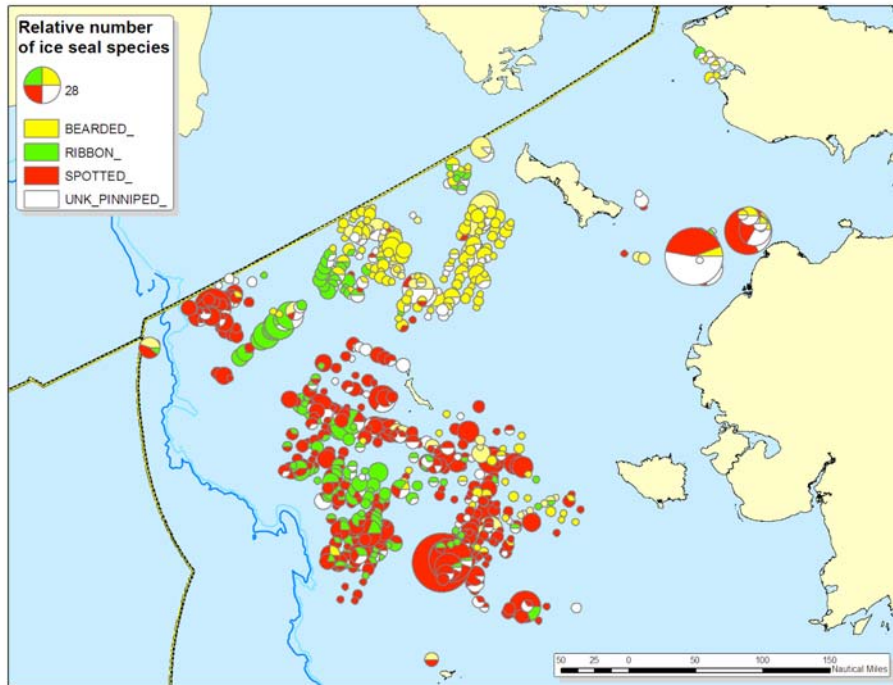 Relative number
of ice seal species
28
BEARDED_
RIBBON_
SPOTTED_
UNK_PINNIPED_
50 25 0 50 100 150
Nautical Miles